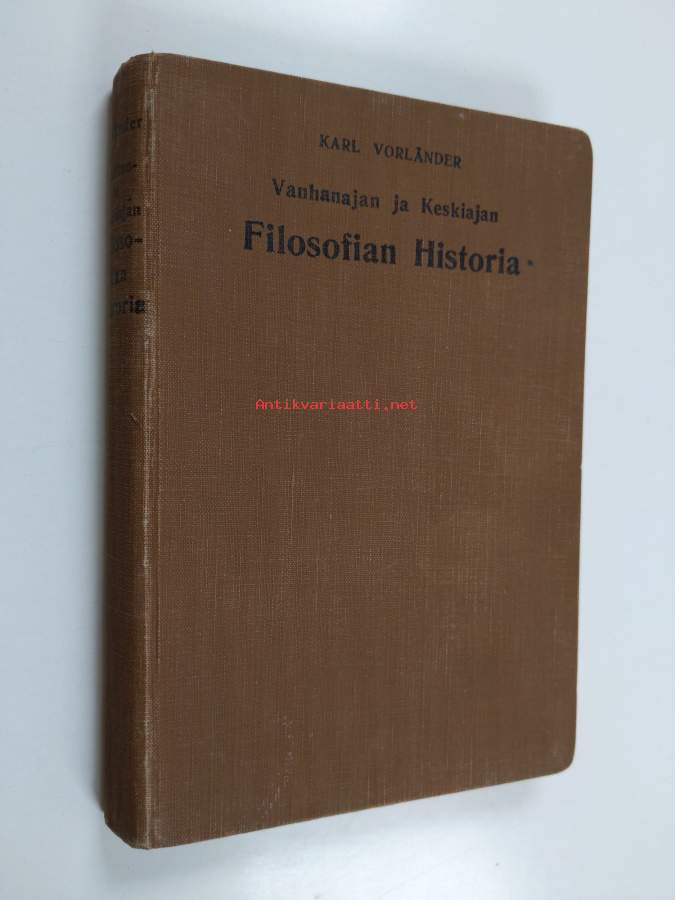 KARL VORLÄNDER
Vanhanajan ja Keskiajan
Filosofian Historia
Antikvariaatti.net